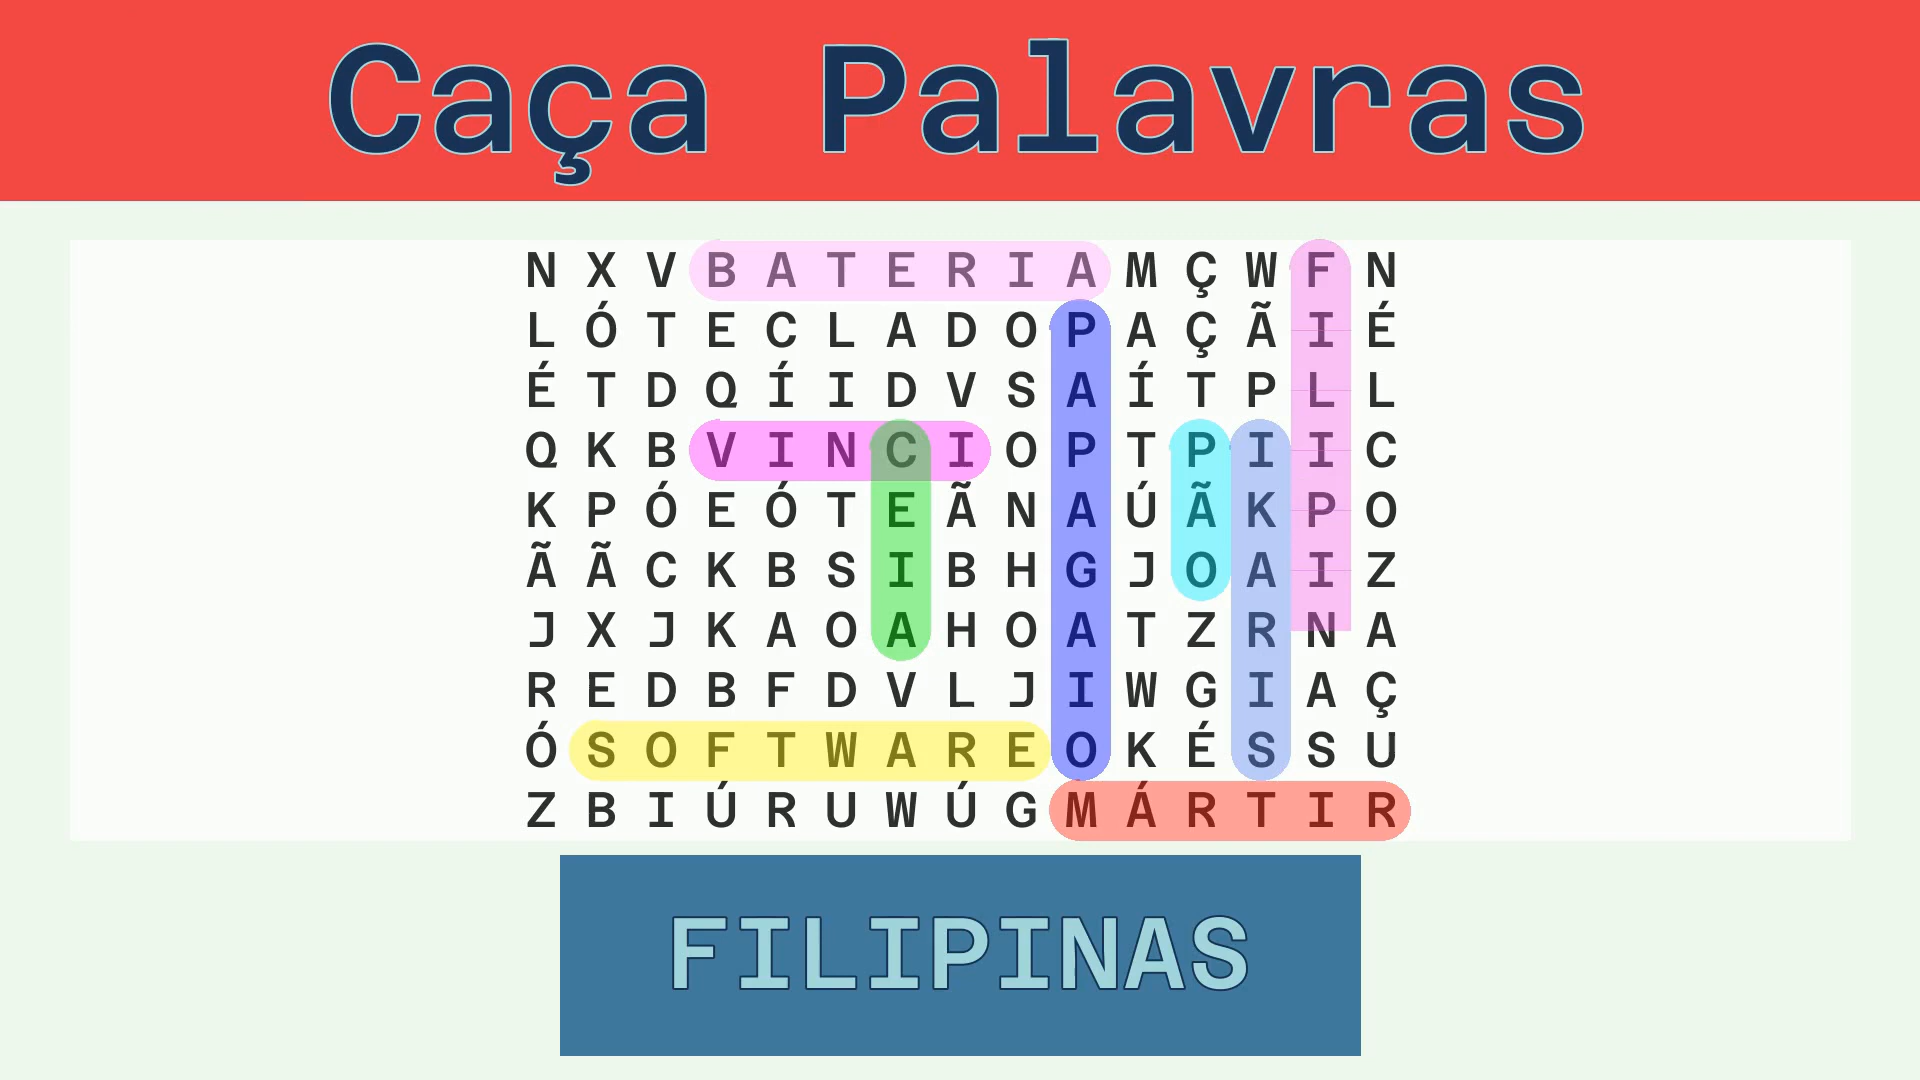 Caça Palavras
N X V B A T E R I A M Ç W F N
L Ó T E C L A D O P A Ç Ã I É
É T D Q Í I D V S A Í T P L L
Q K B V I N C I O P T P I I C
K P Ó E Ó T E Ã N A Ú Ã K P O
Ã Ã C K B S I B H G J O A I Z
J X J K A O A H O A T Z R N A
R E D B F D V L J I W G I A Ç
Ó S O F T W A R E O K É S S U
Z B I Ú R U W Ú G M Á R T I R
FILIPINAS